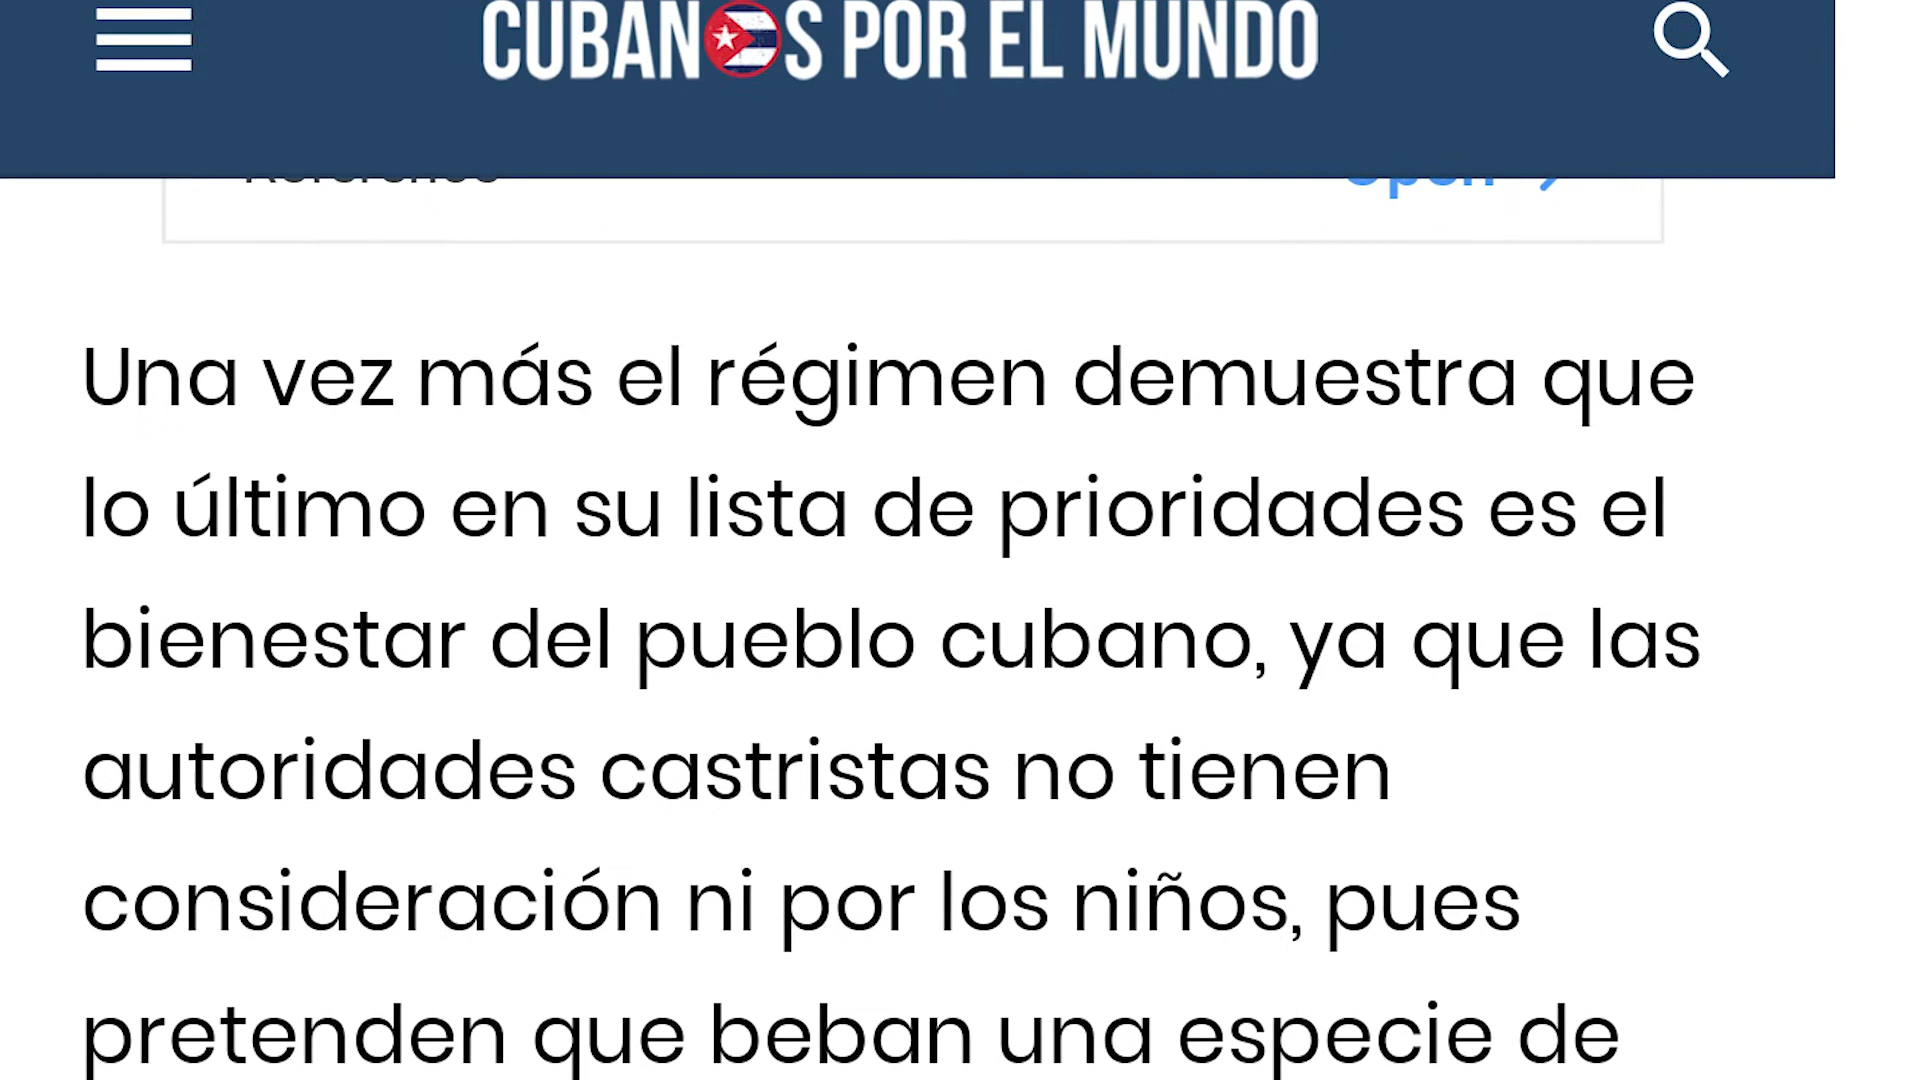 CUBANOS POR EL MUNDO
Una vez más el régimen demuestra que
lo último en su lista de prioridades es el
bienestar del pueblo cubano, ya que las
autoridades castristas no tienen
consideración ni por los niños, pues
pretenden que beban una especie de